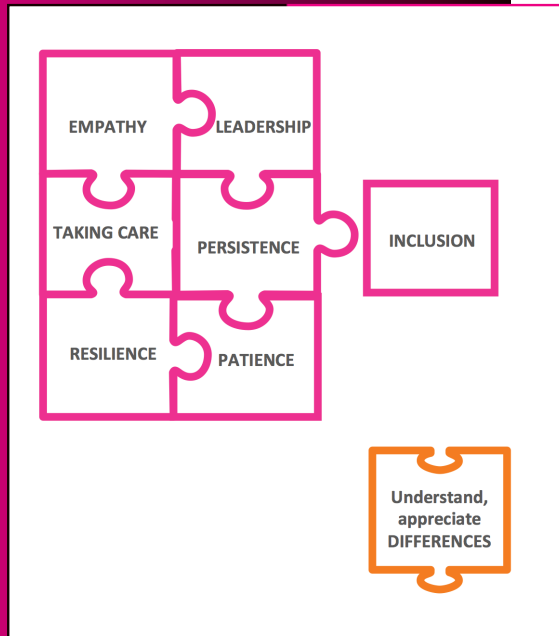 EMPATHY
LEADERSHIP
TAKING CARE
PERSISTENCE
INCLUSION
RESILIENCE
PATIENCE
Understand,
appreciate
DIFFERENCES